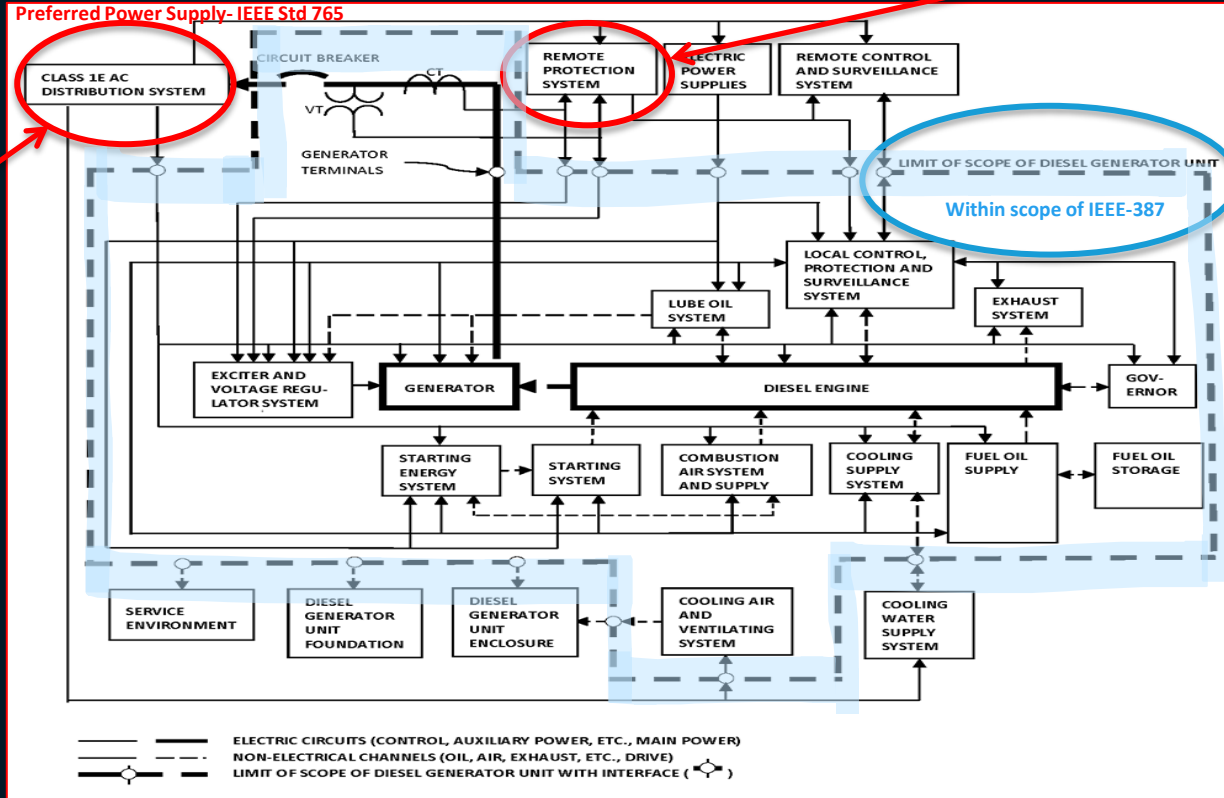 Preferred Power Supply- IEEE Std 765
CLASS 1E AC
DISTRIBUTION SYSTEM
CIRCUIT BREAKER
CT
VT
GENERATOR
TERMINALS
REMOTE
PROTECTION
SYSTEM
ELECTRIC
POWER
SUPPLIES
REMOTE CONTROL
AND SURVEILLANCE
SYSTEM
LIMIT OF SCOPE OF DIESEL GENERATOR UNIT
Within scope of IEEE-387
LOCAL CONTROL,
PROTECTION AND
SURVEILLANCE
SYSTEM
LUBE OIL
SYSTEM
EXHAUST
SYSTEM
EXCITER AND
VOLTAGE REGU-
LATOR SYSTEM
GENERATOR
DIESEL ENGINE
GOV-
ERNOR
STARTING
ENERGY
SYSTEM
STARTING
SYSTEM
COMBUSTION
AIR SYSTEM
AND SUPPLY
COOLING
SUPPLY
SYSTEM
FUEL OIL
SUPPLY
FUEL OIL
STORAGE
SERVICE
ENVIRONMENT
DIESEL
GENERATOR
UNIT
FOUNDATION
DIESEL
GENERATOR
UNIT
ENCLOSURE
COOLING AIR
AND
VENTILATING
SYSTEM
COOLING
WATER
SUPPLY
SYSTEM
ELECTRIC CIRCUITS (CONTROL, AUXILIARY POWER, ETC., MAIN POWER)
NON-ELECTRICAL CHANNELS (OIL, AIR, EXHAUST, ETC., DRIVE)
LIMIT OF SCOPE OF DIESEL GENERATOR UNIT WITH INTERFACE ( )